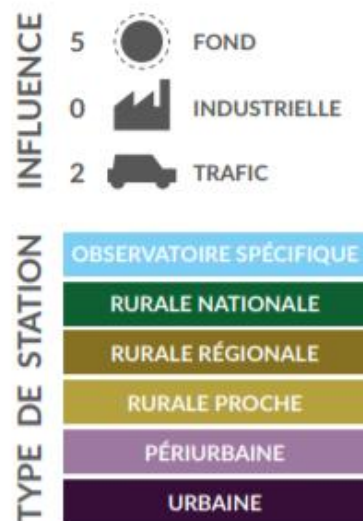 INFLUENCE
5 FOND
0 INDUSTRIELLE
2 TRAFIC
TYPE DE STATION
OBSERVATOIRE SPÉCIFIQUE
RURALE NATIONALE
RURALE RÉGIONALE
RURALE PROCHE
PÉRIURBAINE
URBAINE